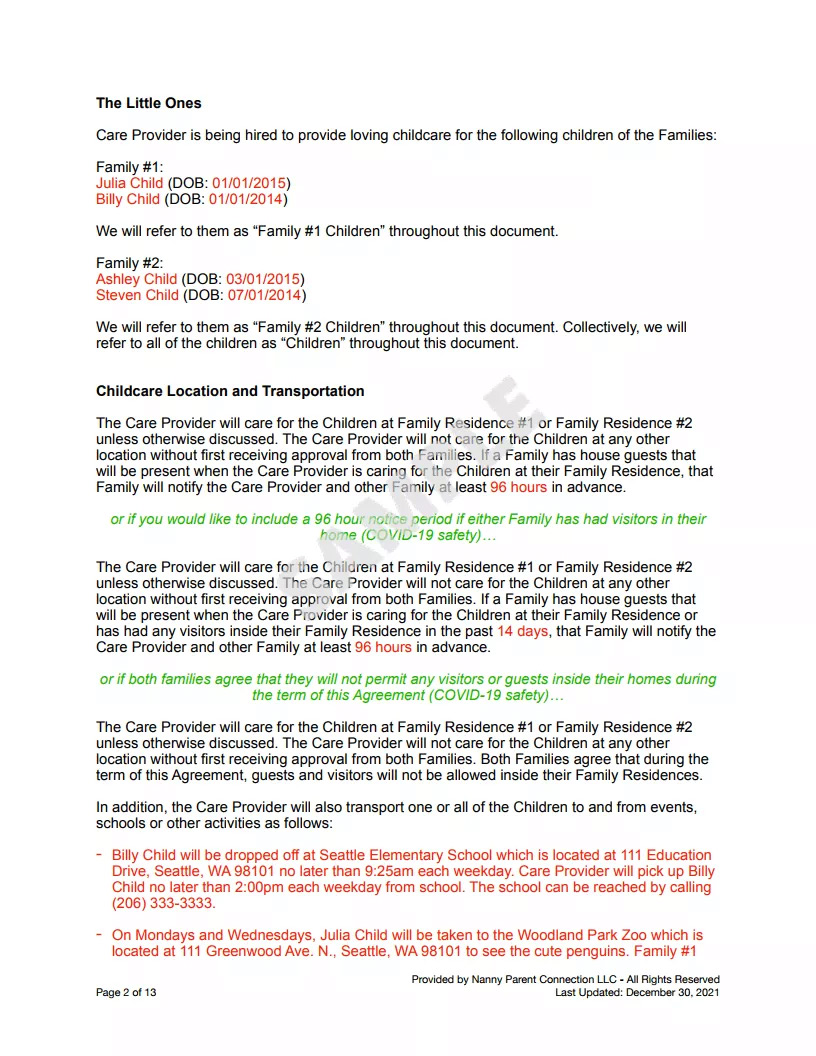 The Little Ones
Care Provider is being hired to provide loving childcare for the following children of the Families:
Family #1:
Julia Child (DOB: 01/01/2015)
Billy Child (DOB: 01/01/2014)
We will refer to them as “Family #1 Children” throughout this document.
Family #2:
Ashley Child (DOB: 03/01/2015)
Steven Child (DOB: 07/01/2014)
We will refer to them as “Family #2 Children” throughout this document. Collectively, we will
refer to all of the children as “Children” throughout this document.
Childcare Location and Transportation
The Care Provider will care for the Children at Family Residence #1 or Family Residence #2
unless otherwise discussed. The Care Provider will not care for the Children at any other
location without first receiving approval from both Families. If a Family has house guests that
will be present when the Care Provider is caring for the Children at their Family Residence, that
Family will notify the Care Provider and other Family at least 96 hours in advance.
or if you would like to include a 96 hour notice period if either Family has had visitors in their
home (COVID-19 safety)…
The Care Provider will care for the Children at Family Residence #1 or Family Residence #2
unless otherwise discussed. The Care Provider will not care for the Children at any other
location without first receiving approval from both Families. If a Family has house guests that
will be present when the Care Provider is caring for the Children at their Family Residence or
has had any visitors inside their Family Residence in the past 14 days, that Family will notify the
Care Provider and other Family at least 96 hours in advance.
or if both families agree that they will not permit any visitors or guests inside their homes during
the term of this Agreement (COVID-19 safety)…
The Care Provider will care for the Children at Family Residence #1 or Family Residence #2
unless otherwise discussed. The Care Provider will not care for the Children at any other
location without first receiving approval from both Families. Both Families agree that during the
term of this Agreement, guests and visitors will not be allowed inside their Family Residences.
In addition, the Care Provider will also transport one or all of the Children to and from events,
schools or other activities as follows:
- Billy Child will be dropped off at Seattle Elementary School which is located at 111 Education
Drive, Seattle, WA 98101 no later than 9:25am each weekday. Care Provider will pick up Billy
Child no later than 2:00pm each weekday from school. The school can be reached by calling
(206) 333-3333.
- On Mondays and Wednesdays, Julia Child will be taken to the Woodland Park Zoo which is
located at 111 Greenwood Ave. N., Seattle, WA 98101 to see the cute penguins. Family #1
Provided by Nanny Parent Connection LLC - All Rights Reserved
Page 2 of 13 Last Updated: December 30, 2021
SAMPLE